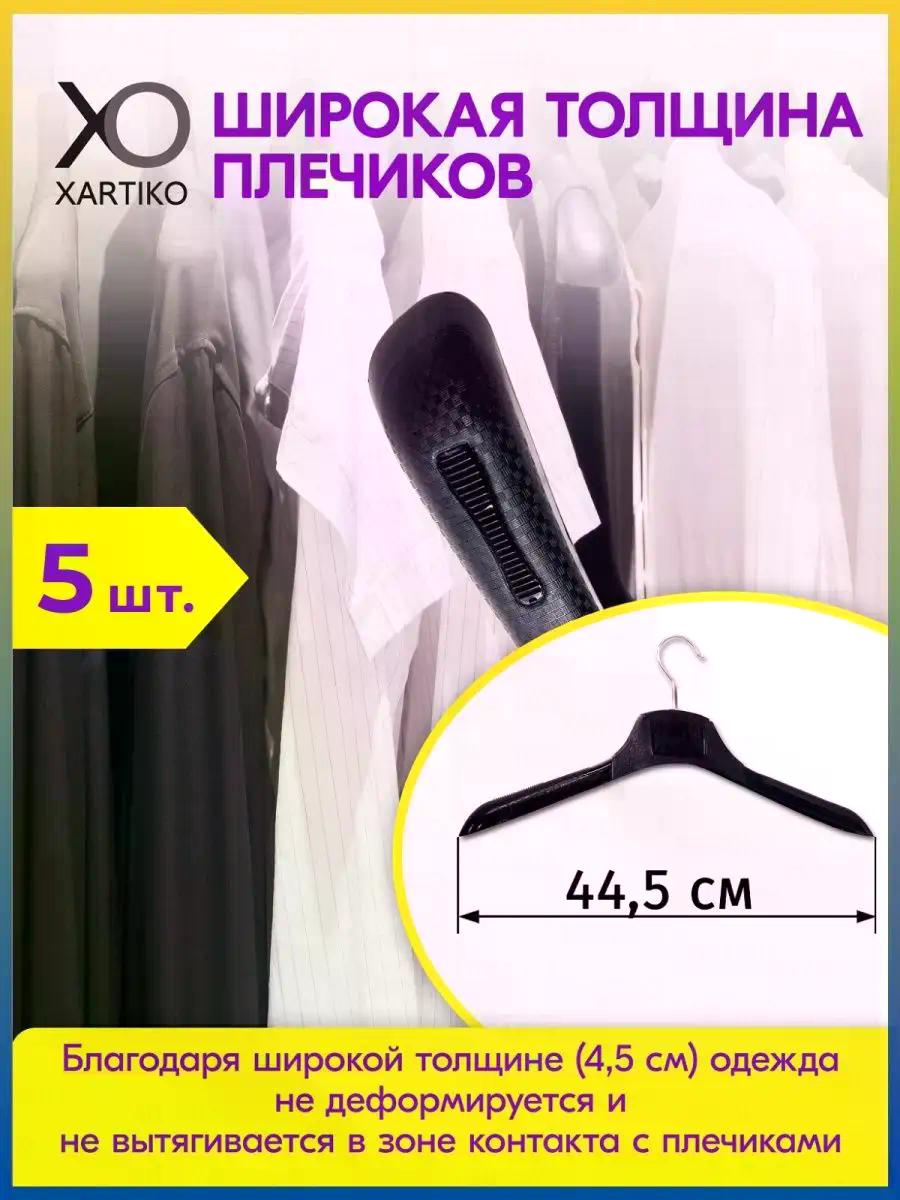 XO
XARTIKO
ШИРОКАЯ ТОЛЩИНА
ПЛЕЧИКОВ
5 шт.
44,5 см
Благодаря широкой толщине (4,5 см) одежда
не деформируется и
не вытягивается в зоне контакта с плечиками